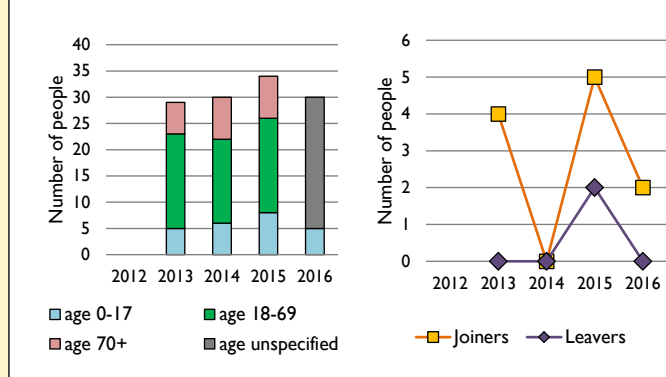 Number of people
40
35
30
25
20
15
10
5
0
2012 2013 2014 2015 2016
age 0-17 age 18-69
age 70+ age unspecified
Number of people
6
5
4
3
2
1
0
2012 2013 2014 2015 2016
Joiners Leavers